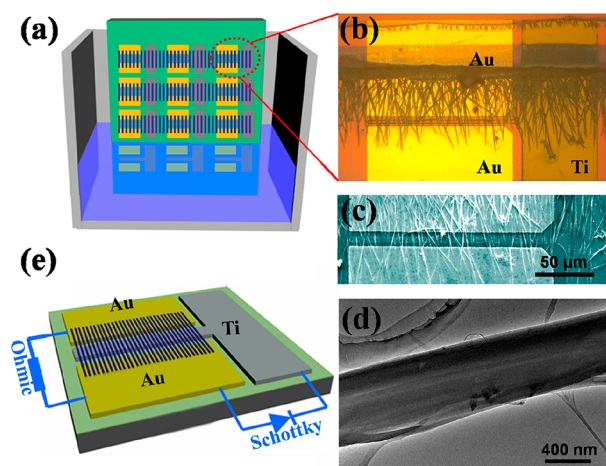 (a)
(b)
Au
Au
Ti
(c)
50 μm
(e)
Au
Ti
Au
Ohmic
Schottky
(d)
400 nm